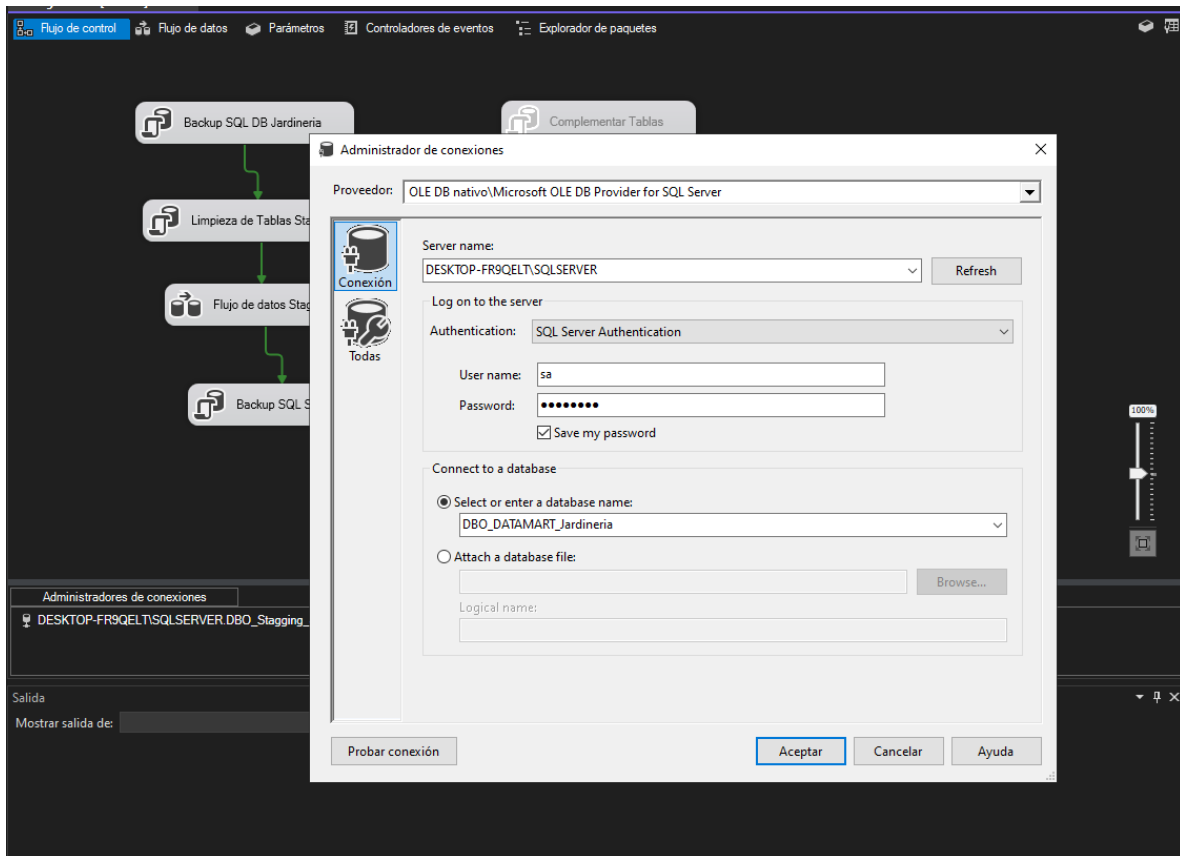 Flujo de control Flujo de datos Parámetros Controladores de eventos Explorador de paquetes
Backup SQL DB Jardineria
Complementar Tablas
Administrador de conexiones
Proveedor: OLE DB nativo\Microsoft OLE DB Provider for SQL Server
Limpieza de Tablas Sta
Conexión
Server name:
DESKTOP-FR9QELT\SQLSERVER Refresh
Flujo de datos Stag
Todas
Log on to the server
Authentication: SQL Server Authentication
User name: sa
Backup SQL S
Password: ••••••••
Save my password
100%
Connect to a database
Select or enter a database name:
DBO_DATAMART_Jardineria
Attach a database file:
Browse...
Logical name:
Administradores de conexiones
DESKTOP-FR9QELT\SQLSERVER.DBO_Stagging_
Salida
Mostrar salida de:
Probar conexión Aceptar Cancelar Ayuda